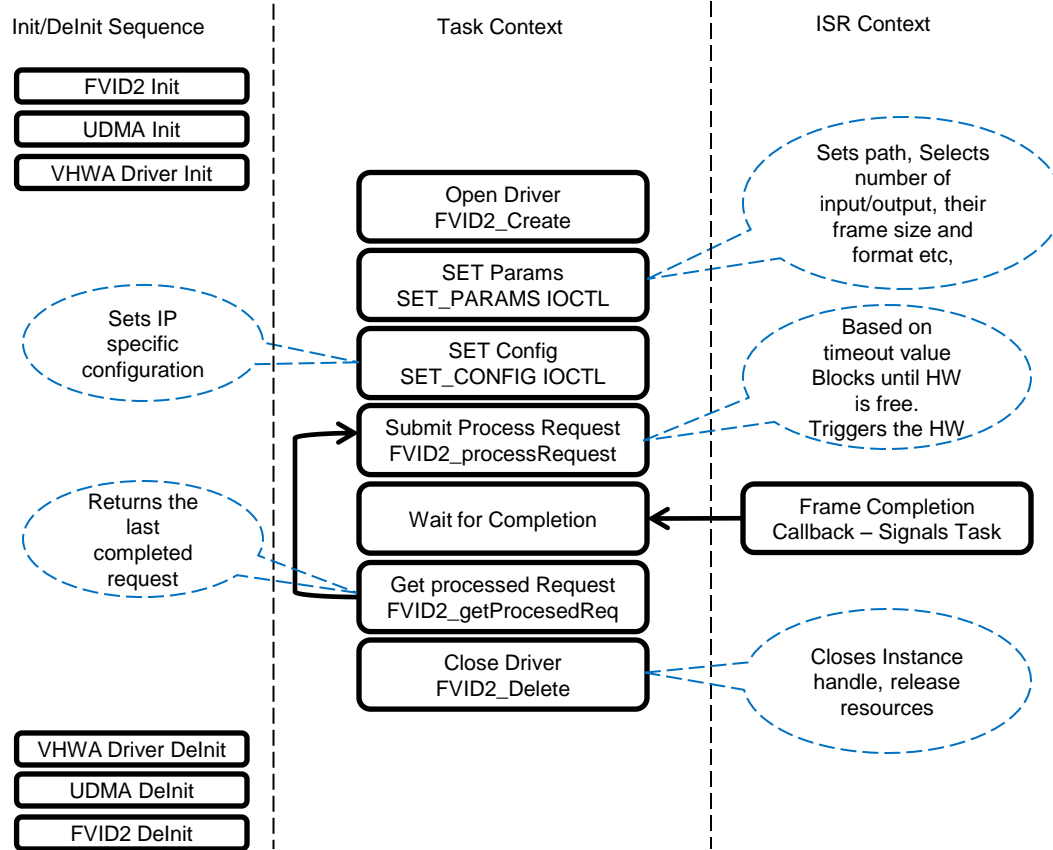 Init/DeInit Sequence
Task Context
ISR Context
FVID2 Init
UDMA Init
VHWA Driver Init
Open Driver
FVID2_Create
Sets path, Selects
number of
input/output, their
frame size and
format etc,
SET Params
SET_PARAMS IOCTL
Sets IP
specific
configuration
SET Config
SET_CONFIG IOCTL
Based on
timeout value
Blocks until HW
is free.
Triggers the HW
Submit Process Request
FVID2_processRequest
Returns the
last
completed
request
Wait for Completion
Frame Completion
Callback – Signals Task
Get processed Request
FVID2_getProcesedReq
Close Driver
FVID2_Delete
Closes Instance
handle, release
resources
VHWA Driver DeInit
UDMA DeInit
FVID2 DeInit